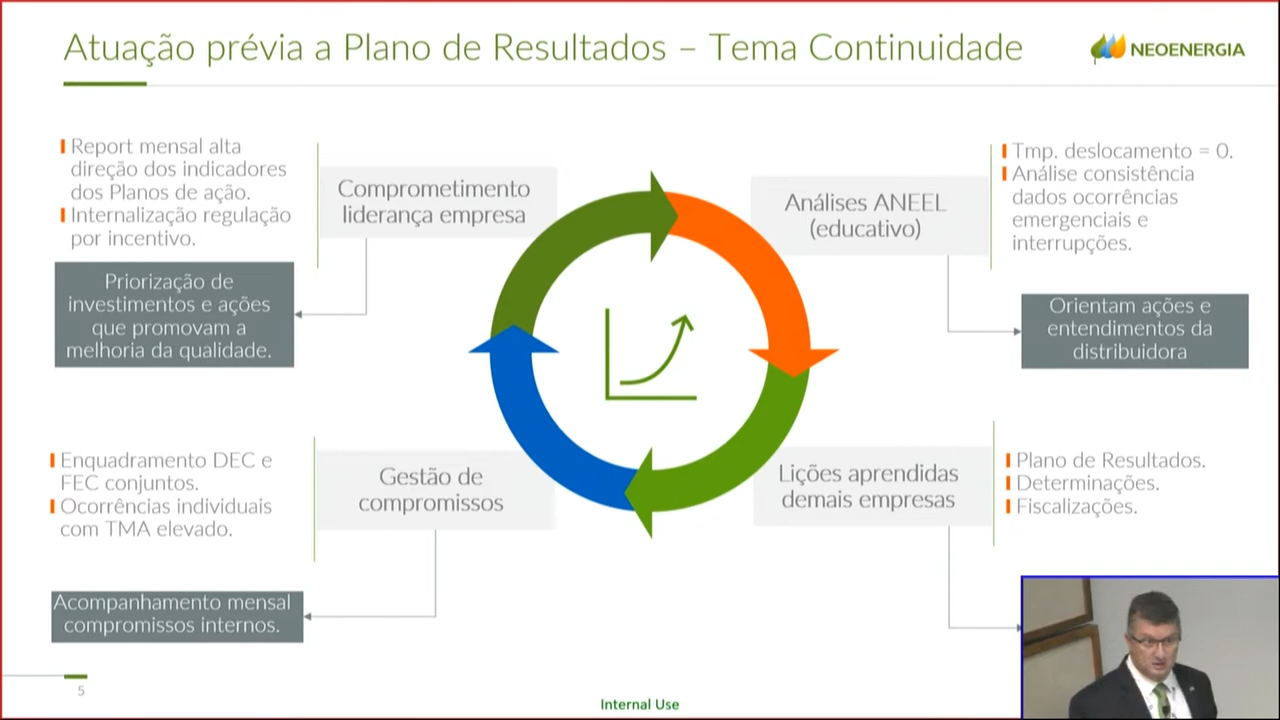 Atuação prévia a Plano de Resultados – Tema Continuidade
NEOENERGIA
Report mensal alta
direção dos indicadores
dos Planos de ação.
Internalização regulação
por incentivo.
Comprometimento
liderança empresa
Priorização de
investimentos e ações
que promovam a
melhoria da qualidade.
Análises ANEEL
(educativo)
Tmp. deslocamento = 0.
Análise consistência
dados ocorrências
emergenciais e
interrupções.
Orientam ações e
entendimentos da
distribuidora
Enquadramento DEC e
FEC conjuntos.
Ocorrências individuais
com TMA elevado.
Gestão de
compromissos
Acompanhamento mensal
compromissos internos.
Lições aprendidas
demais empresas
Plano de Resultados.
Determinações.
Fiscalizações.
5
Internal Use